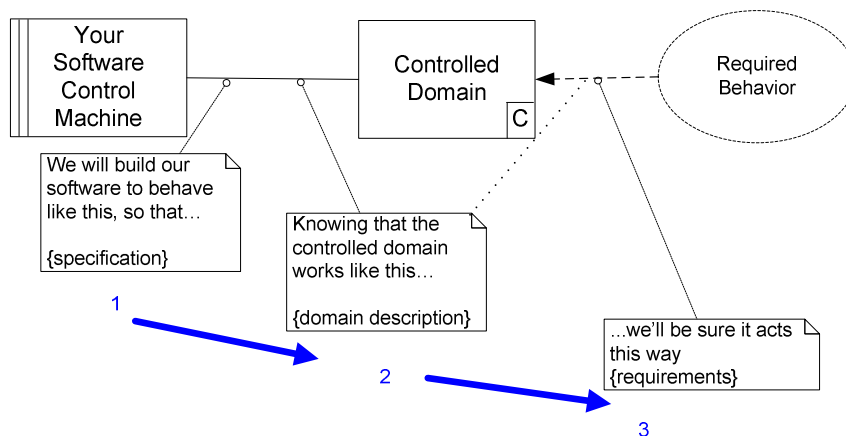 Your
Software
Control
Machine
Controlled
Domain
C
Required
Behavior
We will build our
software to behave
like this, so that…
{specification}
Knowing that the
controlled domain
works like this…
{domain description}
...we’ll be sure it acts
this way
{requirements}
1
2
3